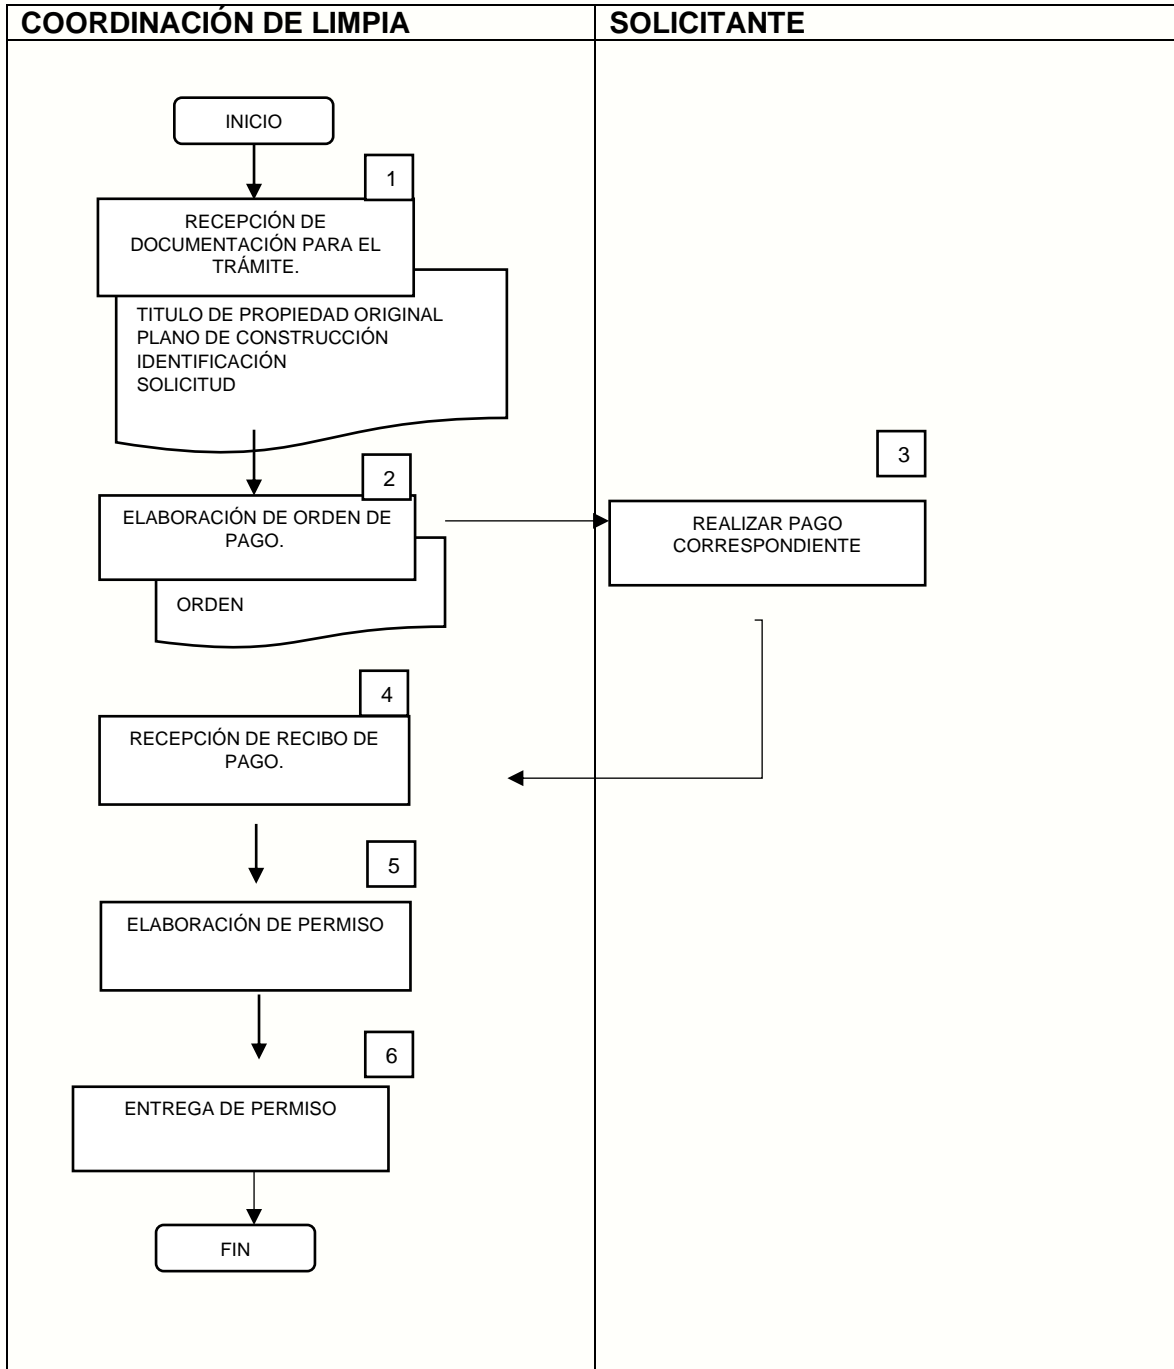 COORDINACIÓN DE LIMPIA
SOLICITANTE
INICIO
1
RECEPCIÓN DE
DOCUMENTACIÓN PARA EL
TRÁMITE.
TITULO DE PROPIEDAD ORIGINAL
PLANO DE CONSTRUCCIÓN
IDENTIFICACIÓN
SOLICITUD
2
ELABORACIÓN DE ORDEN DE
PAGO.
ORDEN
3
REALIZAR PAGO
CORRESPONDIENTE
4
RECEPCIÓN DE RECIBO DE
PAGO.
5
ELABORACIÓN DE PERMISO
6
ENTREGA DE PERMISO
FIN